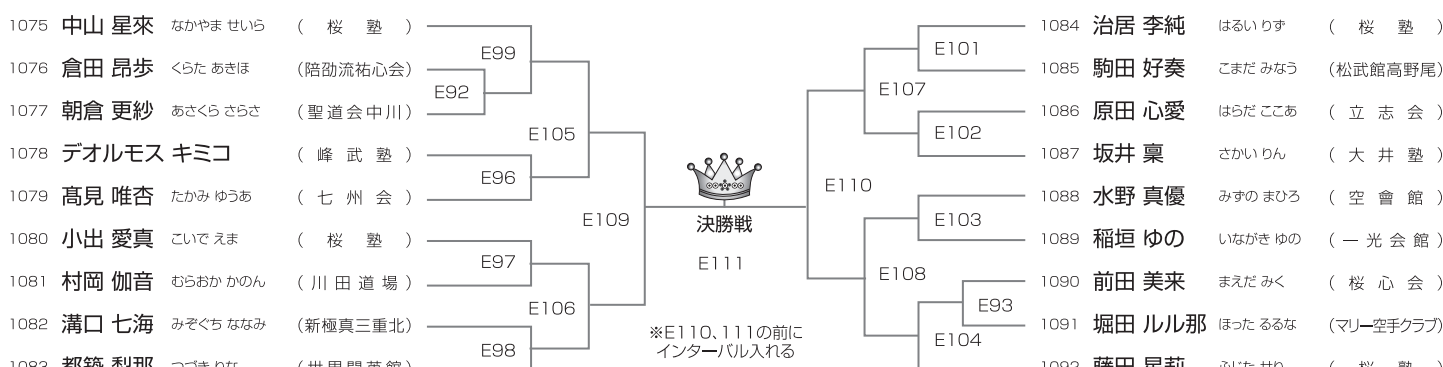 1075 中山 星來 なかやま せいら ( 桜 塾 )
1076 倉田 昂歩 くらた あきほ (陪劭流祐心会)
1077 朝倉 更紗 あさくら さらさ (聖道会中川)
1078 デオルモス キミコ ( 峰 武 塾 )
1079 髙見 唯杏 たかみ ゆうあ ( 七 州 会 )
1080 小出 愛真 こいで えま ( 桜 塾 )
1081 村岡 伽音 むらおか かのん ( 川 田 道 場 )
1082 溝口 七海 みぞぐち ななみ (新極真三重北)
E99
E92
E105
E96
E109
E97
E106
E98
決勝戦
E111
※E110、111の前に
インターバル入れる
E101
E107
E102
E110
E103
E108
E93
E104
1084 治居 李純 はるい りず ( 桜 塾 )
1085 駒田 好奏 こまだ みなう (松武館高野尾)
1086 原田 心愛 はらだ ここあ ( 立 志 会 )
1087 坂井 稟 さかい りん ( 大 井 塾 )
1088 水野 真優 みずの まひろ ( 空 會 館 )
1089 稲垣 ゆの いながき ゆの ( 一 光 会 館 )
1090 前田 美来 まえだ みく ( 桜 心 会 )
1091 堀田 ルル那 ほった るるな (マリー空手クラブ)